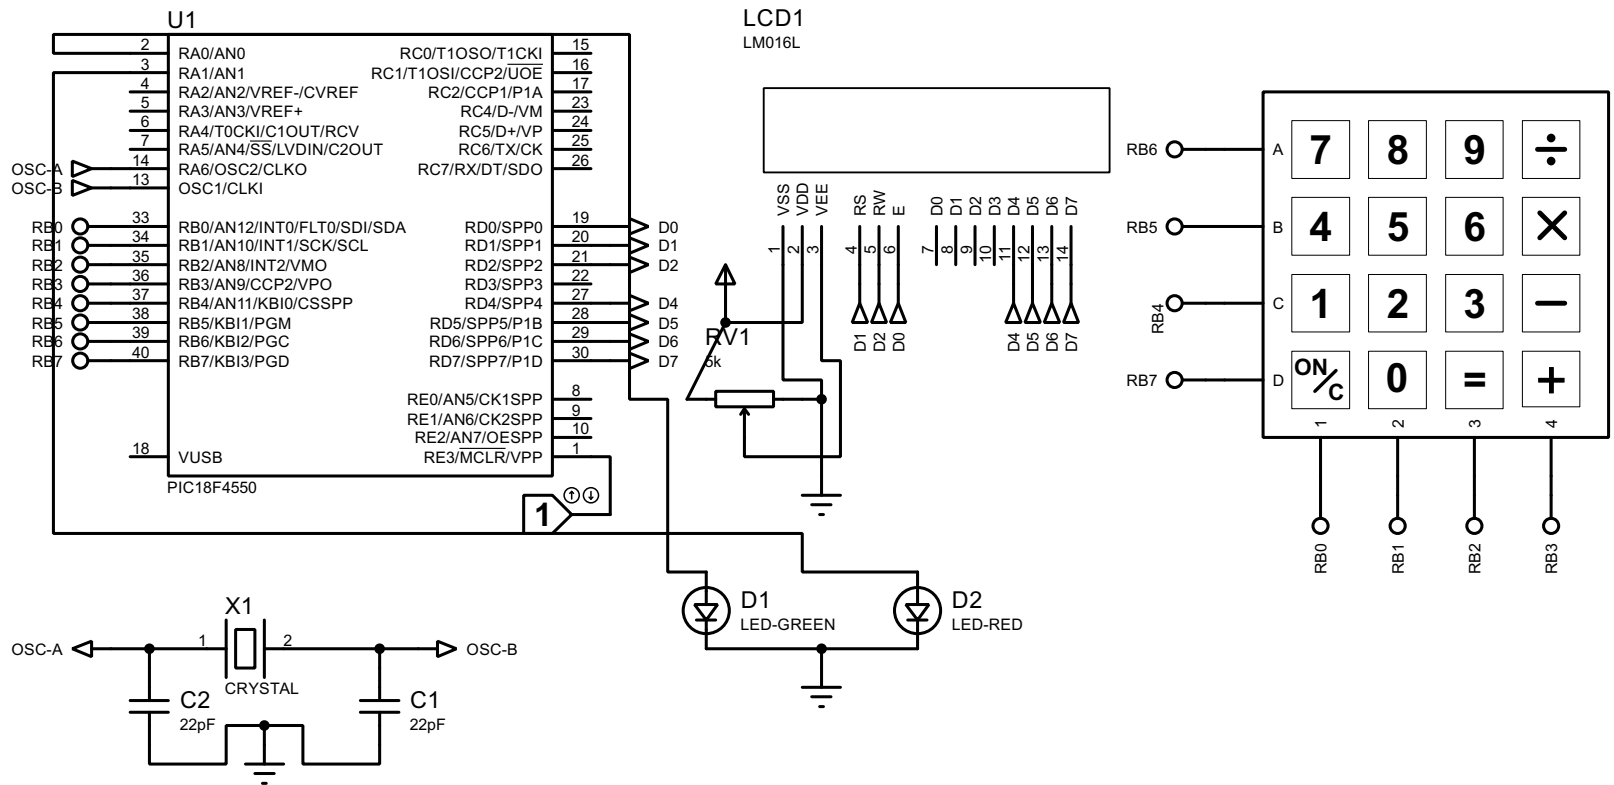 U1
2 RA0/AN0
3 RA1/AN1
4 RA2/AN2/VREF-/CVREF
5 RA3/AN3/VREF+
6 RA4/T0CKI/C1OUT/RCV
7 RA5/AN4/SS/LVDIN/C2OUT
OSC-A 14 RA6/OSC2/CLKO
OSC-B 13 OSC1/CLKI
RB0 33 RB0/AN12/INT0/FLT0/SDI/SDA
RB1 34 RB1/AN10/INT1/SCK/SCL
RB2 35 RB2/AN8/INT2/VMO
RB3 36 RB3/AN9/CCP2/VPO
RB4 37 RB4/AN11/KBI0/CSSPP
RB5 38 RB5/KBI1/PGM
RB6 39 RB6/KBI2/PGC
RB7 40 RB7/KBI3/PGD
18 VUSB
RC0/T1OSO/T1CKI 15
RC1/T1OSI/CCP2/UOE 16
RC2/CCP1/P1A 17
RC4/D-/VM 23
RC5/D+/VP 24
RC6/TX/CK 25
RC7/RX/DT/SDO 26
RD0/SPP0 19 D0
RD1/SPP1 20 D1
RD2/SPP2 21 D2
RD3/SPP3 22
RD4/SPP4 27 D4
RD5/SPP5/P1B 28 D5
RD6/SPP6/P1C 29 D6
RD7/SPP7/P1D 30 D7
RE0/AN5/CK1SPP 8
RE1/AN6/CK2SPP 9
RE2/AN7/OESPP 10
RE3/MCLR/VPP 1
PIC18F4550
1
LCD1
LM016L
VSS VDD VEE RS RW E D0 D1 D2 D3 D4 D5 D6 D7
1 2 3 4 5 6 7 8 9 10 11 12 13 14
D1 D2 D0 D4 D5 D6 D7
RV1
5k
RB6 A 7 8 9 ÷
RB5 B 4 5 6 ×
RB4 C 1 2 3 −
RB7 D ON/C 0 = +
1 2 3 4
RB0 RB1 RB2 RB3
D1
LED-GREEN
D2
LED-RED
X1
OSC-A 1 2 OSC-B
CRYSTAL
C2
22pF
C1
22pF